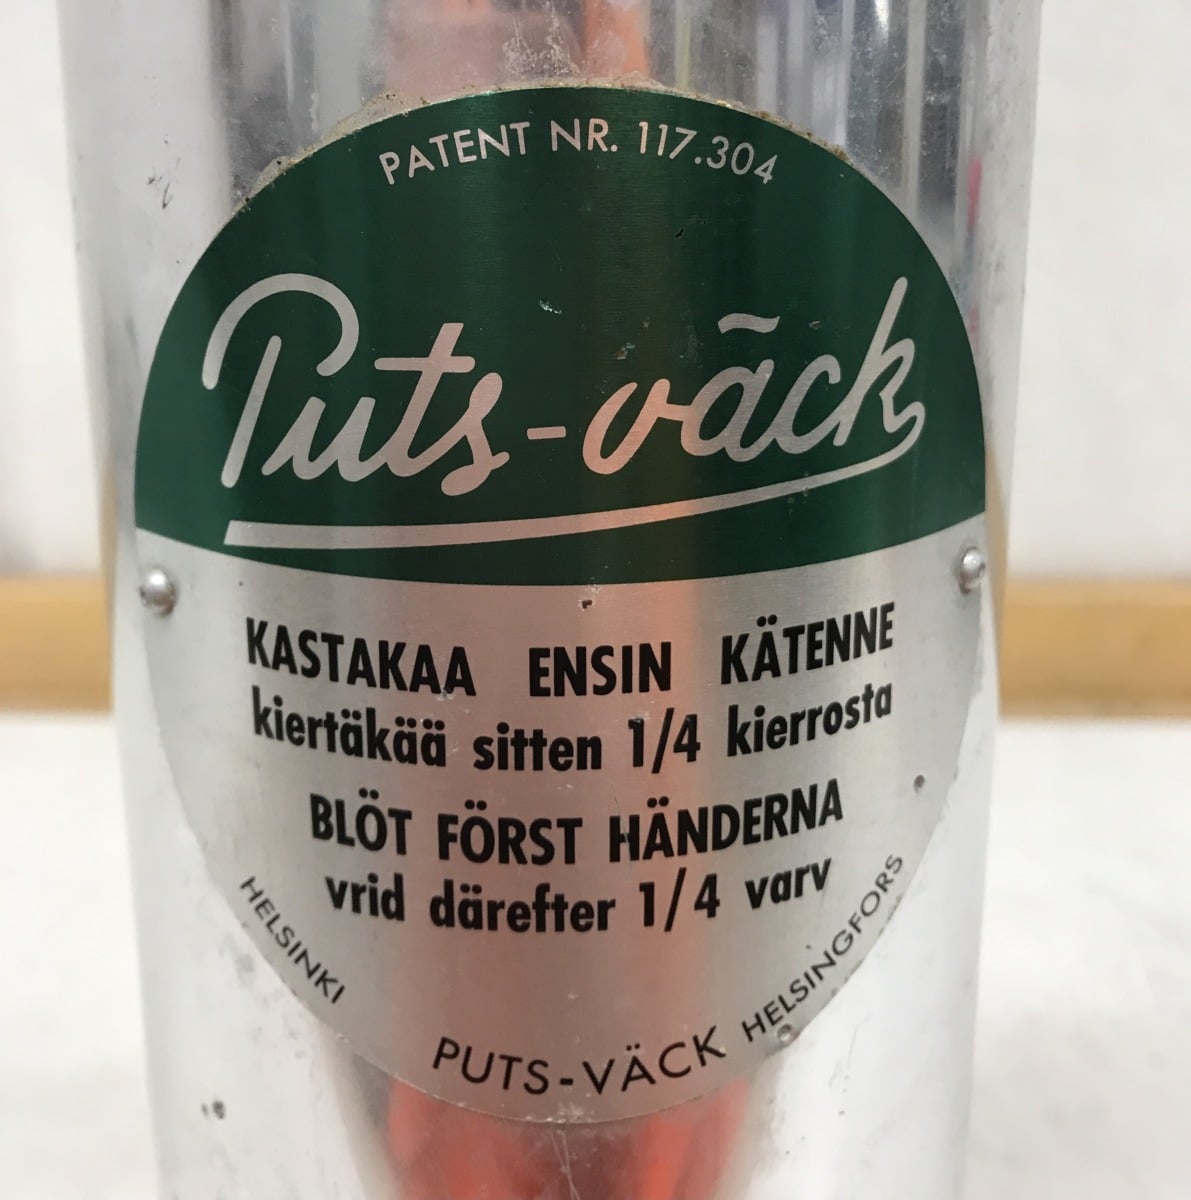 PATENT NR. 117.304
Puts-väck
KASTAKAA ENSIN KÄTENNE
kiertäkää sitten 1/4 kierrosta
BLÖT FÖRST HÄNDERNA
vrid därefter 1/4 varv
HELSINKI
PUTS-VÄCK
HELSINGFORS